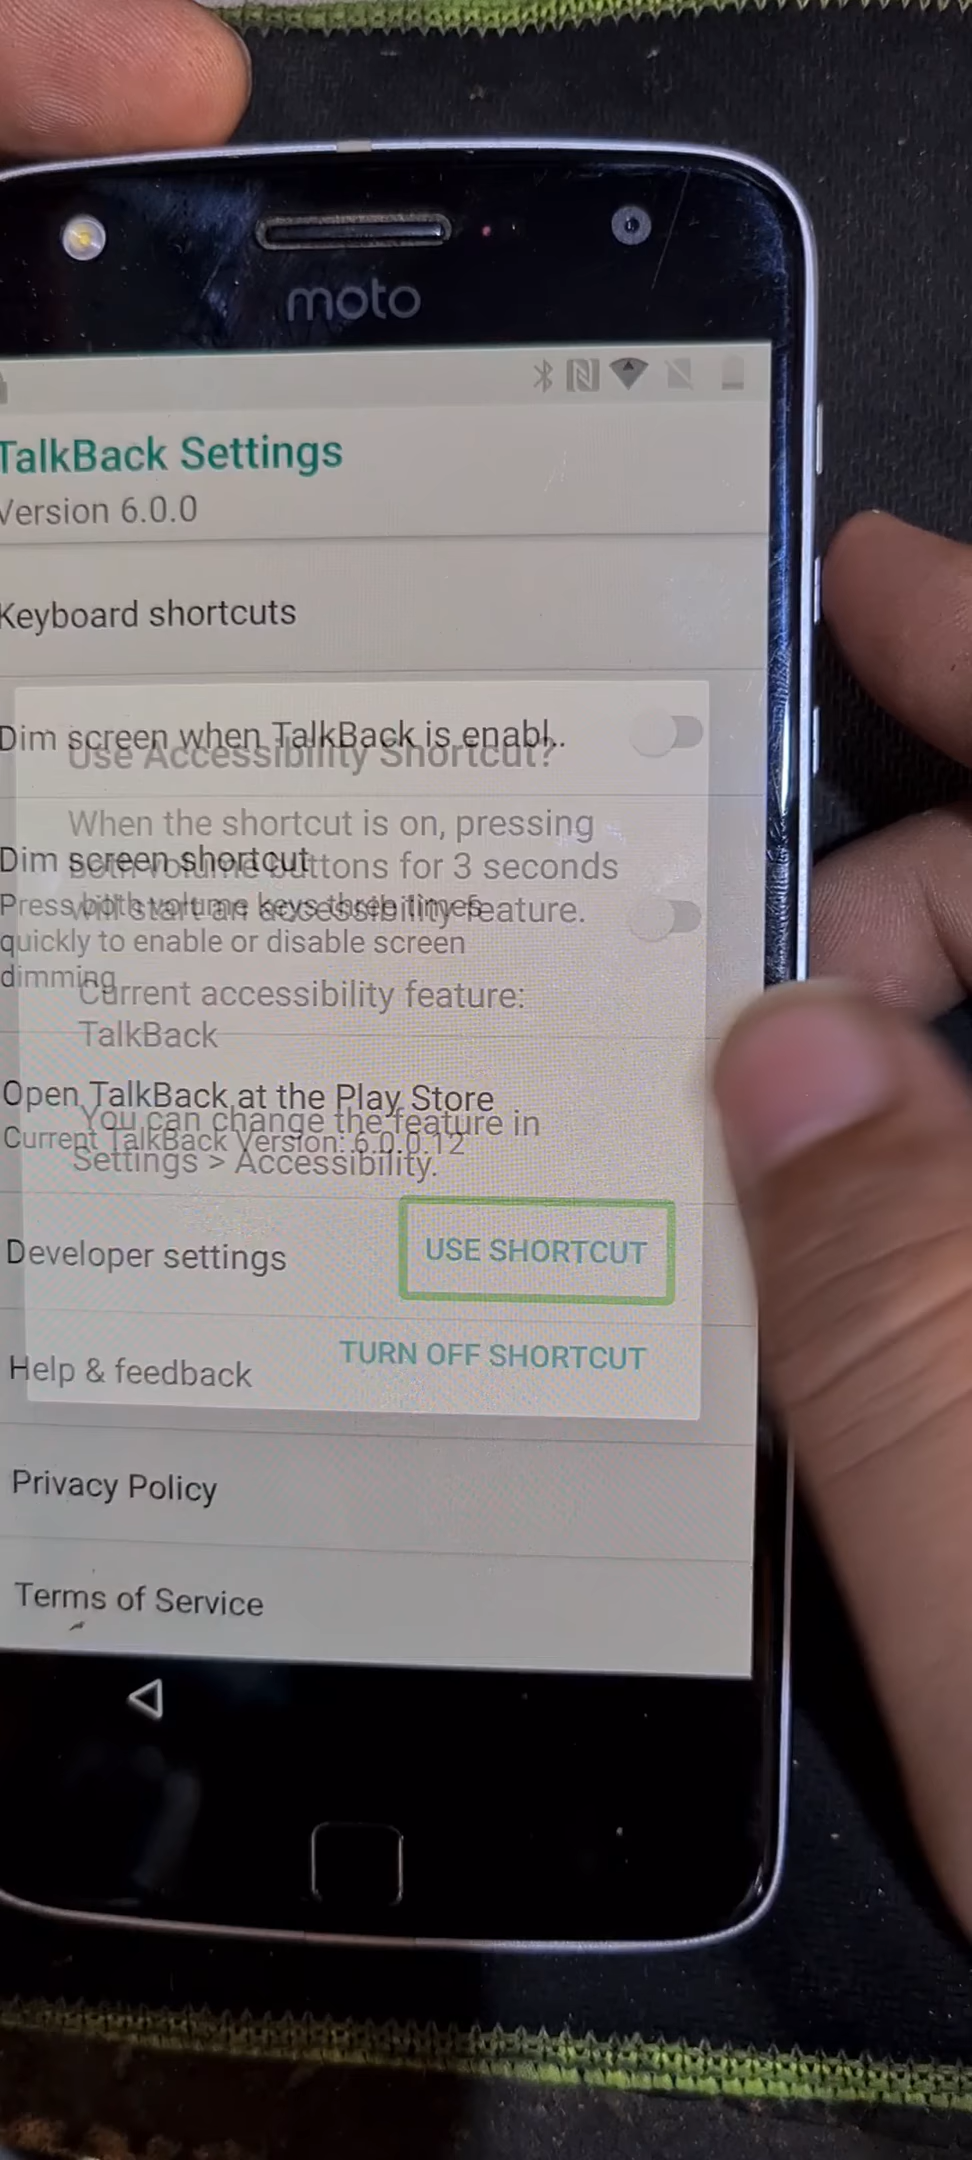 moto
TalkBack Settings
Version 6.0.0
Keyboard shortcuts
Dim screen when TalkBack is enabl..
Use Accessibility Shortcut?
When the shortcut is on, pressing
both volume buttons for 3 seconds
will start an accessibility feature.
Dim screen shortcut
Press both volume keys three times
quickly to enable or disable screen
dimming
Current accessibility feature:
TalkBack
Open TalkBack at the Play Store
Current TalkBack Version: 6.0.0.12
You can change the feature in
Settings > Accessibility.
Developer settings
USE SHORTCUT
TURN OFF SHORTCUT
Help & feedback
Privacy Policy
Terms of Service